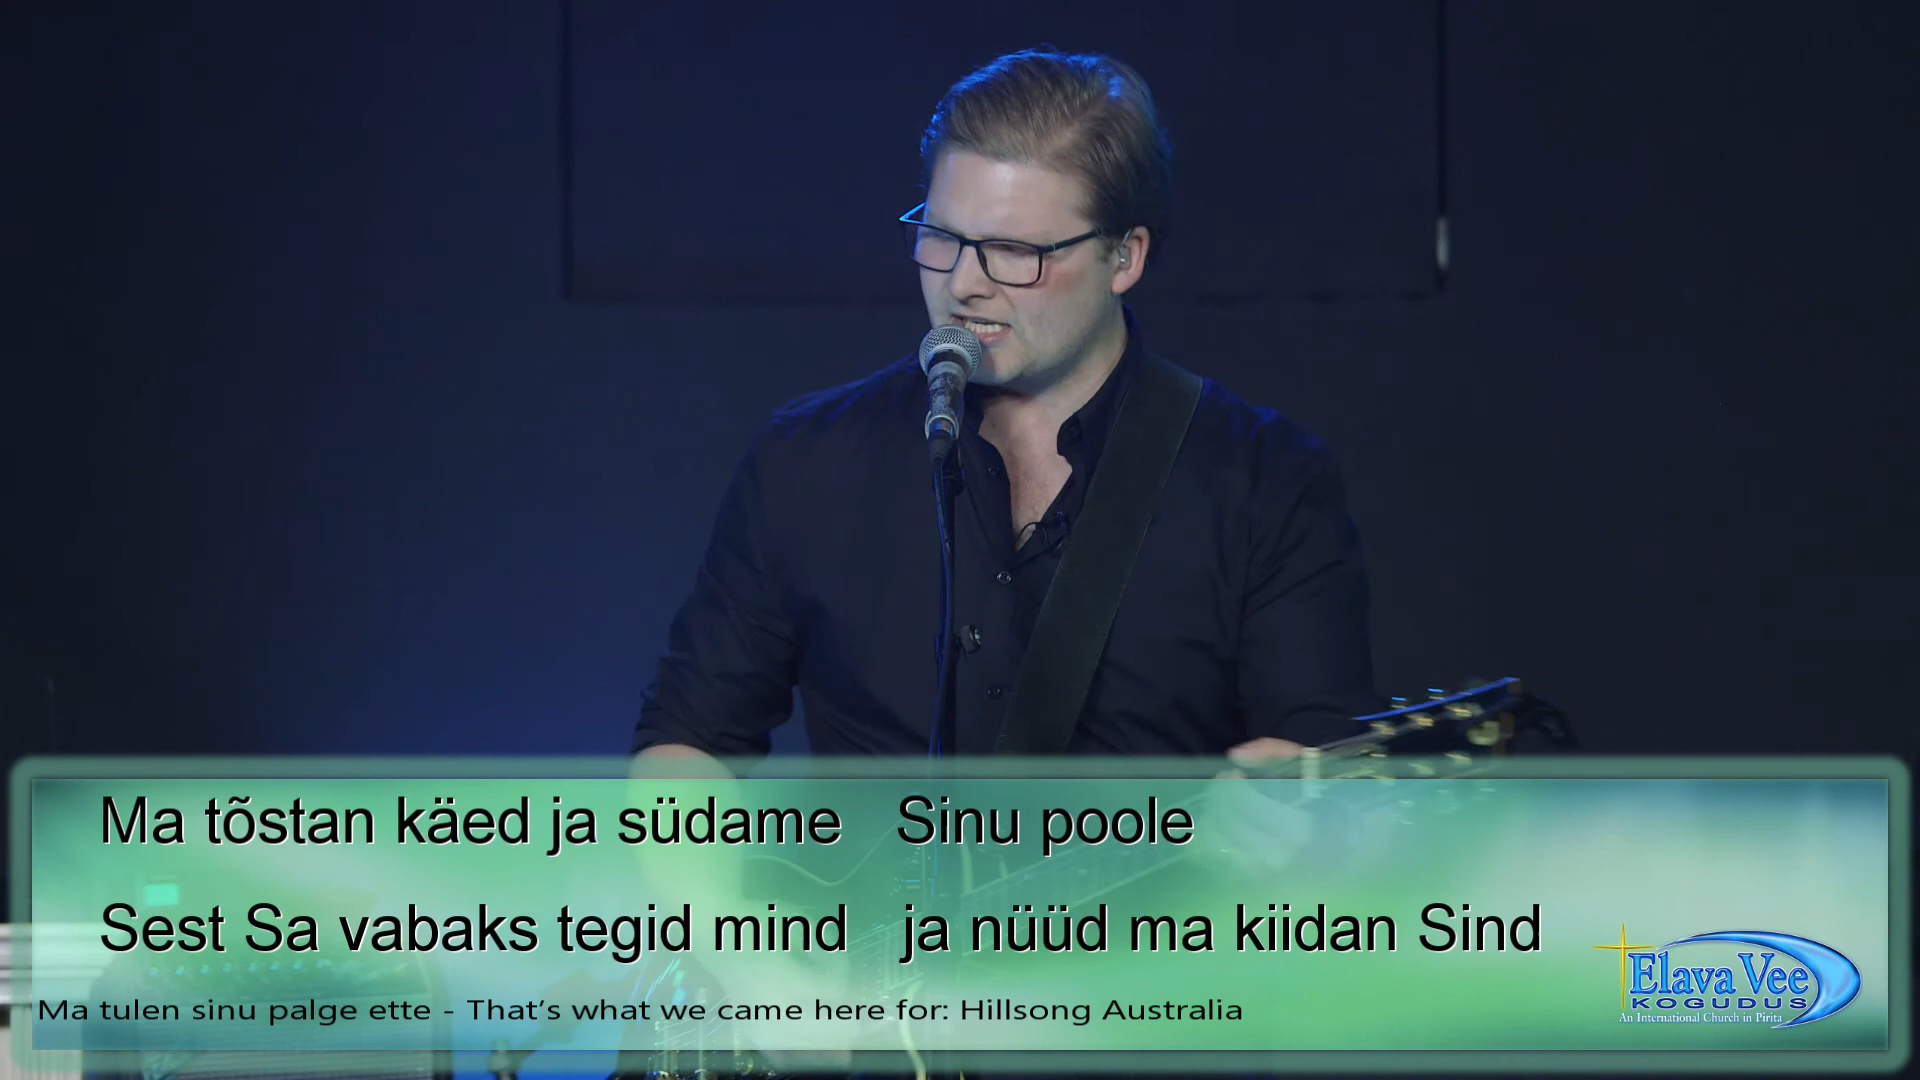 Ma tõstan käed ja südame   Sinu poole
Sest Sa vabaks tegid mind   ja nüüd ma kiidan Sind
Ma tulen sinu palge ette - That’s what we came here for: Hillsong Australia
Elava Vee
KOGUDUS
An International Church in Pirita